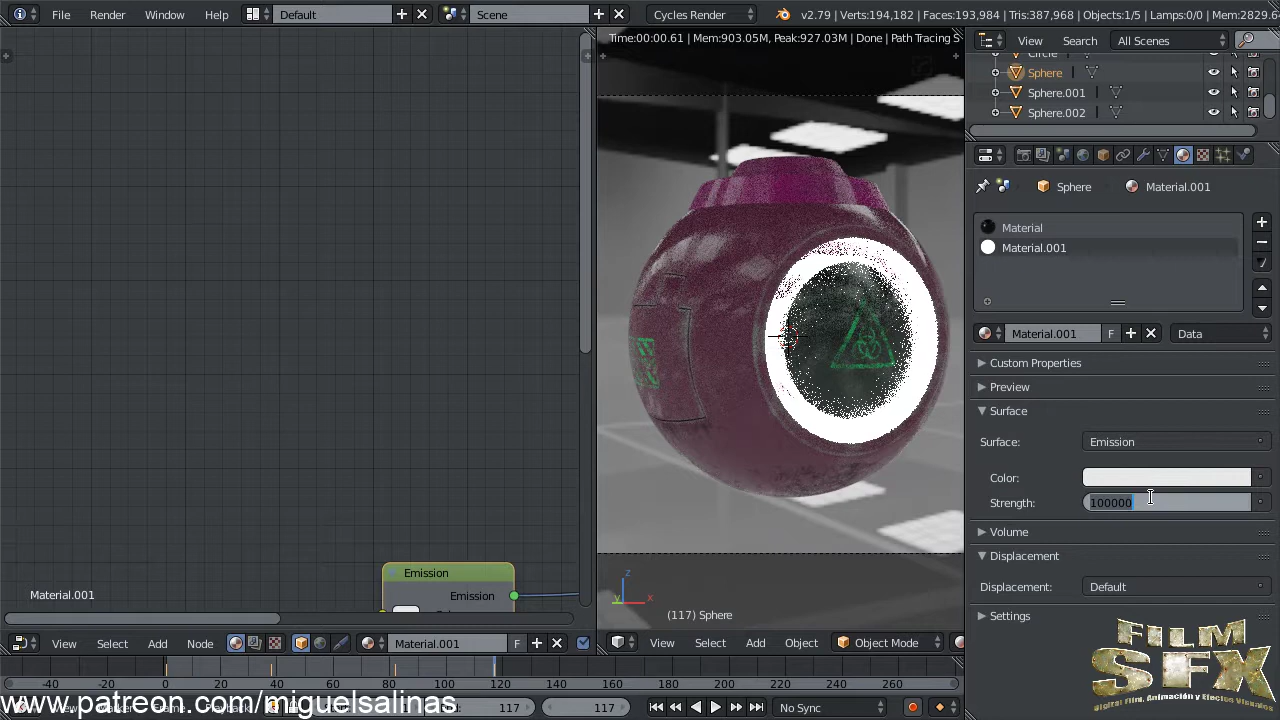 File Render Window Help Default Scene Cycles Render v2.79 | Verts:194,182 | Faces:193,984 | Tris:387,968 | Objects:1/5 | Lamps:0/0 | Mem:2829.6
Time:00:00.61 | Mem:903.05M, Peak:927.03M | Done | Path Tracing S
View Search All Scenes
Circle
Sphere
Sphere.001
Sphere.002
Sphere Material.001
Material
Material.001
Material.001 F Data
Custom Properties
Preview
Surface
Surface: Emission
Color:
Strength: 100000
Volume
Displacement
Displacement: Default
Settings
Emission
Emission
Material.001
(117) Sphere
View Select Add Node Material.001 F
View Select Add Object Object Mode
-40 -20 0 20 40 60 80 100 120 140 160 180 200 220 240 260
www.patreon.com/miguelsalinas
117 117 No Sync
FILM
SFX
Digital Film, Animación y Efectos Visuales